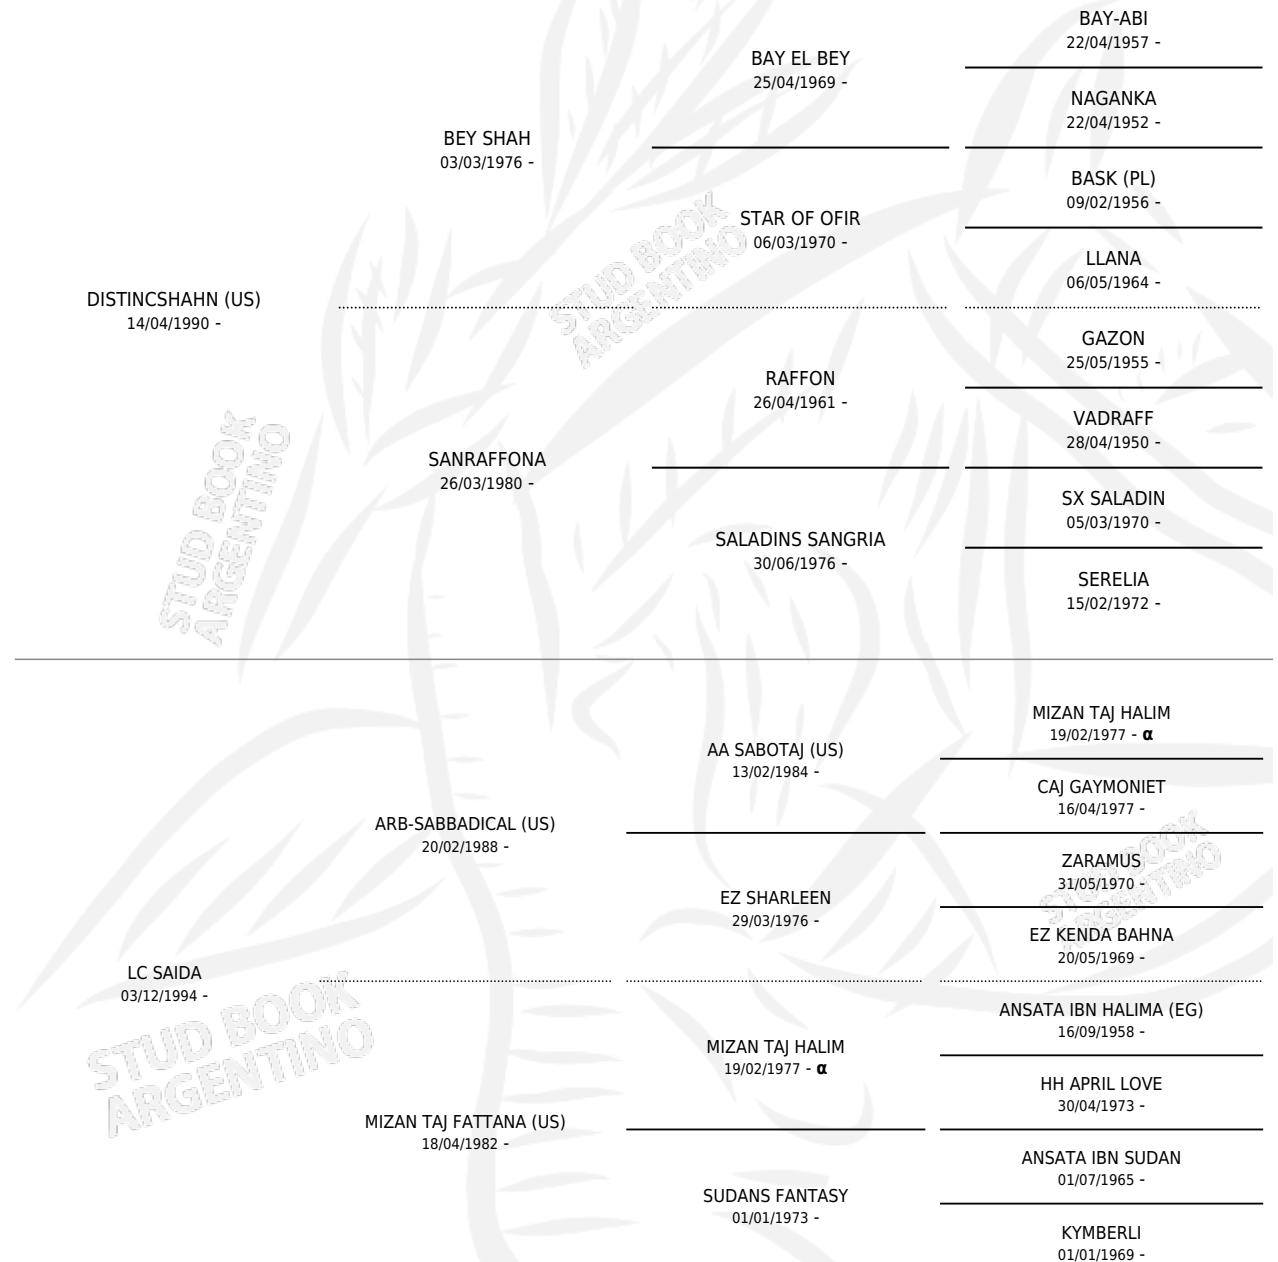 BAY-ABI
22/04/1957 -
BAY EL BEY
25/04/1969 -
NAGANKA
22/04/1952 -
BEY SHAH
03/03/1976 -
BASK (PL)
09/02/1956 -
STAR OF OFIR
06/03/1970 -
LLANA
06/05/1964 -
DISTINCSHAHN (US)
14/04/1990 -
GAZON
25/05/1955 -
RAFFON
26/04/1961 -
VADRAFF
28/04/1950 -
SANRAFFONA
26/03/1980 -
SX SALADIN
05/03/1970 -
SALADINS SANGRIA
30/06/1976 -
SERELIA
15/02/1972 -
MIZAN TAJ HALIM
19/02/1977 - α
AA SABOTAJ (US)
13/02/1984 -
CAJ GAYMONIET
16/04/1977 -
ARB-SABBADICAL (US)
20/02/1988 -
ZARAMUS
31/05/1970 -
EZ SHARLEEN
29/03/1976 -
EZ KENDA BAHNA
20/05/1969 -
LC SAIDA
03/12/1994 -
ANSATA IBN HALIMA (EG)
16/09/1958 -
MIZAN TAJ HALIM
19/02/1977 - α
HH APRIL LOVE
30/04/1973 -
MIZAN TAJ FATTANA (US)
18/04/1982 -
ANSATA IBN SUDAN
01/07/1965 -
SUDANS FANTASY
01/01/1973 -
KYMBERLI
01/01/1969 -
STUD BOOK
ARGENTINO
STUD BOOK
ARGENTINO
STUD BOOK
ARGENTINO
STUD BOOK
ARGENTINO